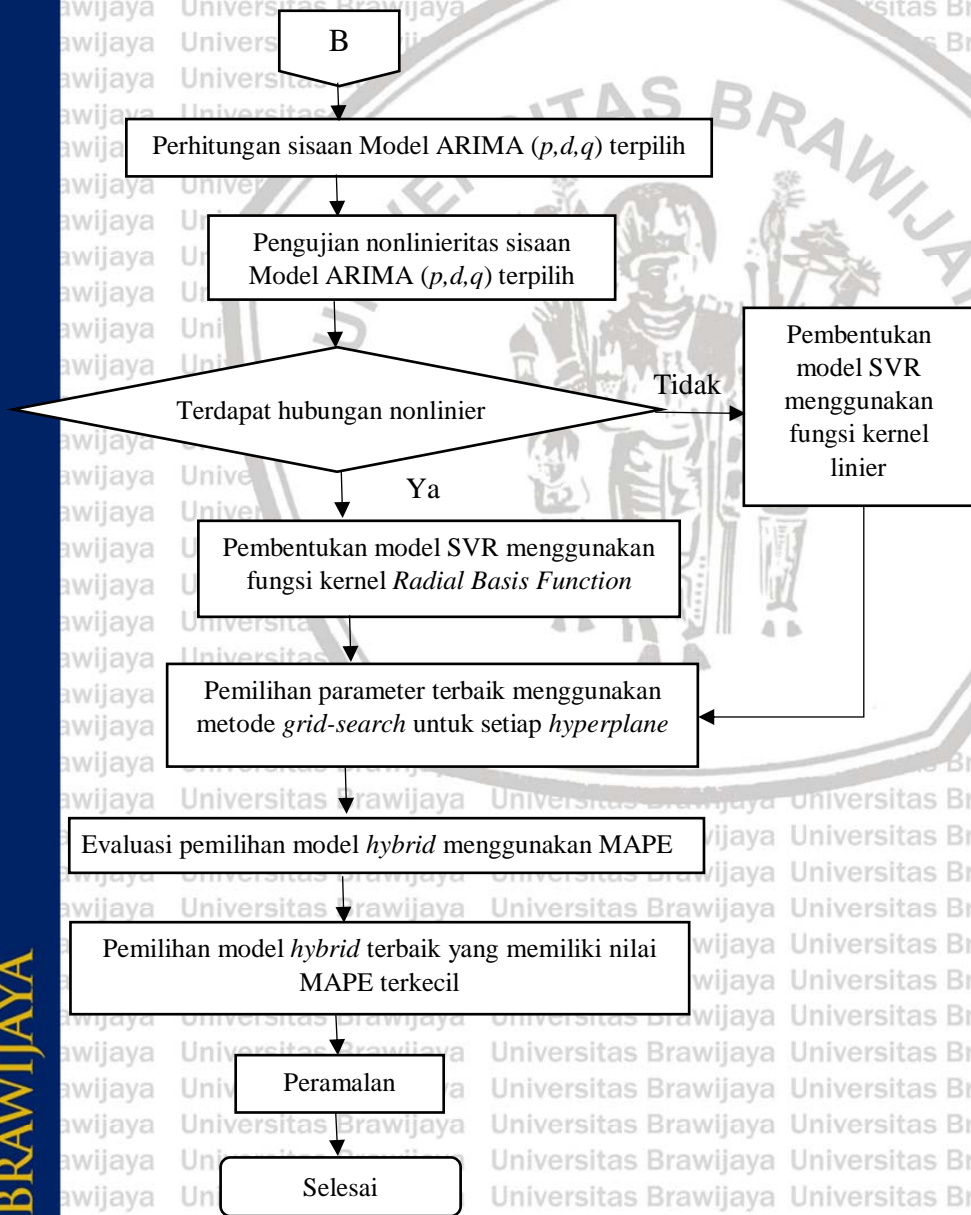 B
Perhitungan sisaan Model ARIMA (p,d,q) terpilih
Pengujian nonlinieritas sisaan
Model ARIMA (p,d,q) terpilih
Terdapat hubungan nonlinier
Tidak
Pembentukan
model SVR
menggunakan
fungsi kernel
linier
Ya
Pembentukan model SVR menggunakan
fungsi kernel Radial Basis Function
Pemilihan parameter terbaik menggunakan
metode grid-search untuk setiap hyperplane
Evaluasi pemilihan model hybrid menggunakan MAPE
Pemilihan model hybrid terbaik yang memiliki nilai
MAPE terkecil
Peramalan
Selesai
BRAWIJAYA